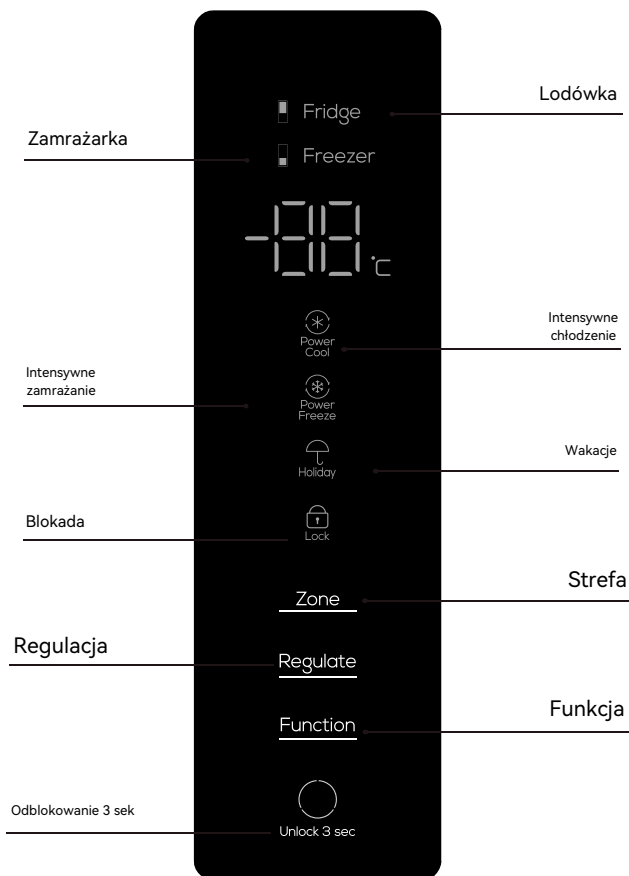 Fridge
Lodówka
Zamrażarka
Freezer
-88 °C
Power
Cool
Intensywne
chłodzenie
Intensywne
zamrażanie
Power
Freeze
Holiday
Wakacje
Blokada
Lock
Zone
Strefa
Regulacja
Regulate
Function
Funkcja
Odblokowanie 3 sek
Unlock 3 sec